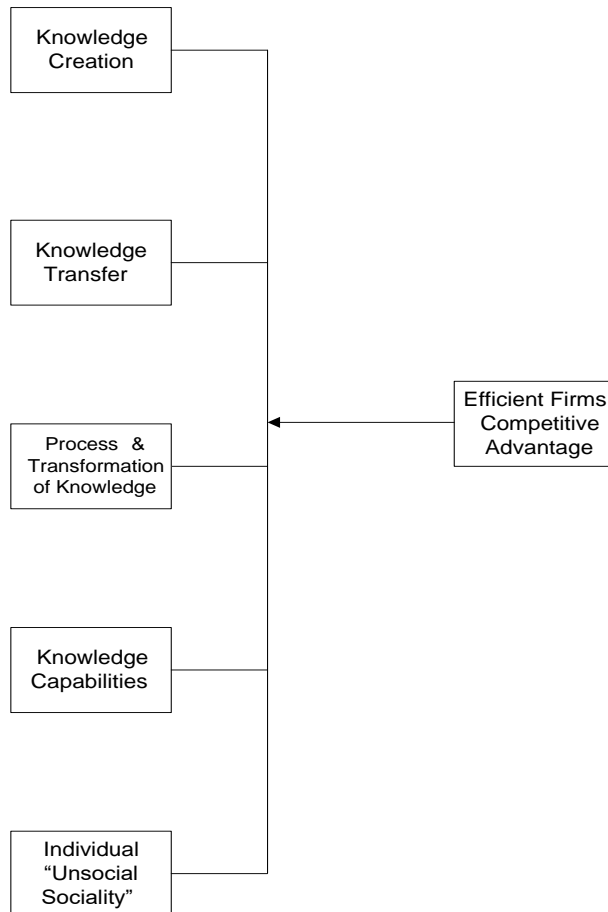 Knowledge
Creation
Knowledge
Transfer
Efficient Firms
Competitive
Advantage
Process & 
Transformation
of Knowledge
Knowledge
Capabilities
Individual
“Unsocial
Sociality”